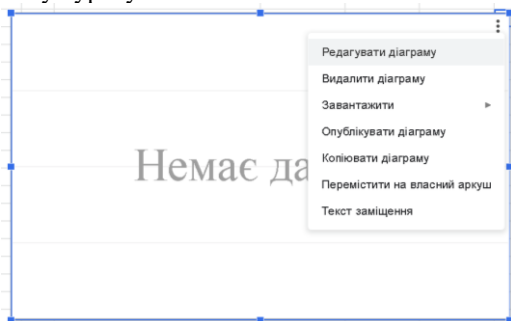 Редагувати діаграму
Видалити діаграму
Завантажити
Опублікувати діаграму
Копіювати діаграму
Немає да
Перемістити на власний аркуш
Текст заміщення